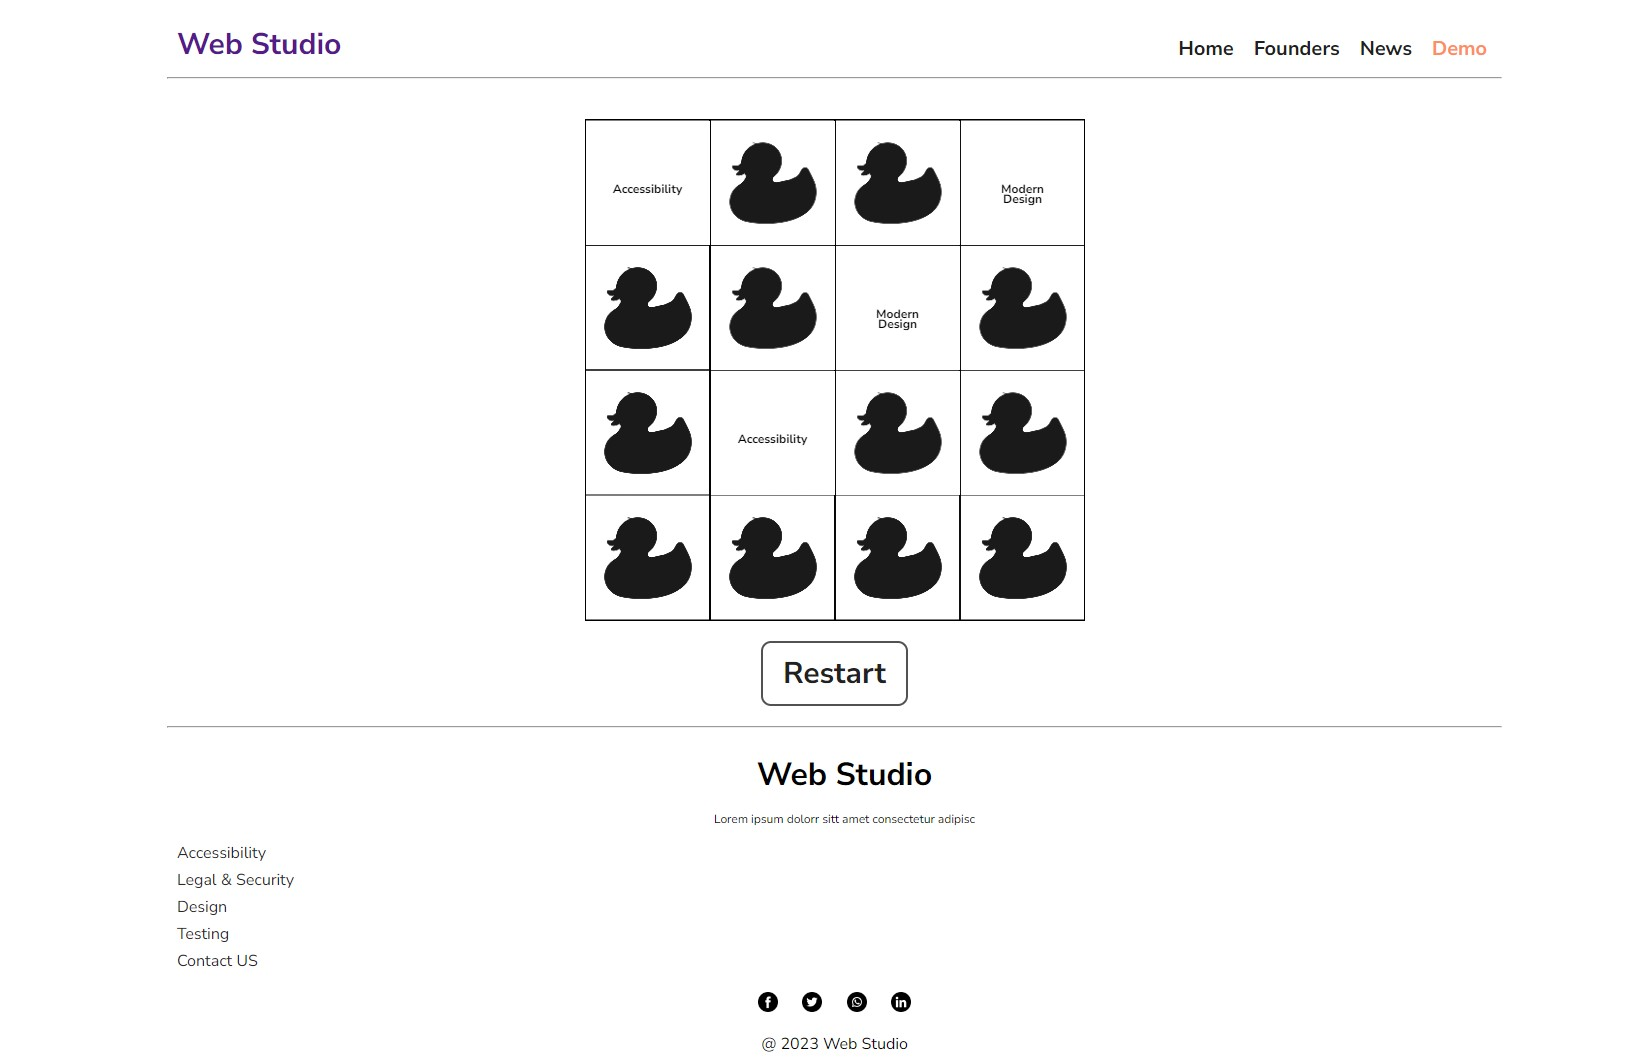 Web Studio
Home Founders News Demo
Accessibility
Modern
Design
Modern
Design
Accessibility
Restart
Web Studio
Lorem ipsum dolorr sitt amet consectetur adipisc
Accessibility
Legal & Security
Design
Testing
Contact US
@ 2023 Web Studio